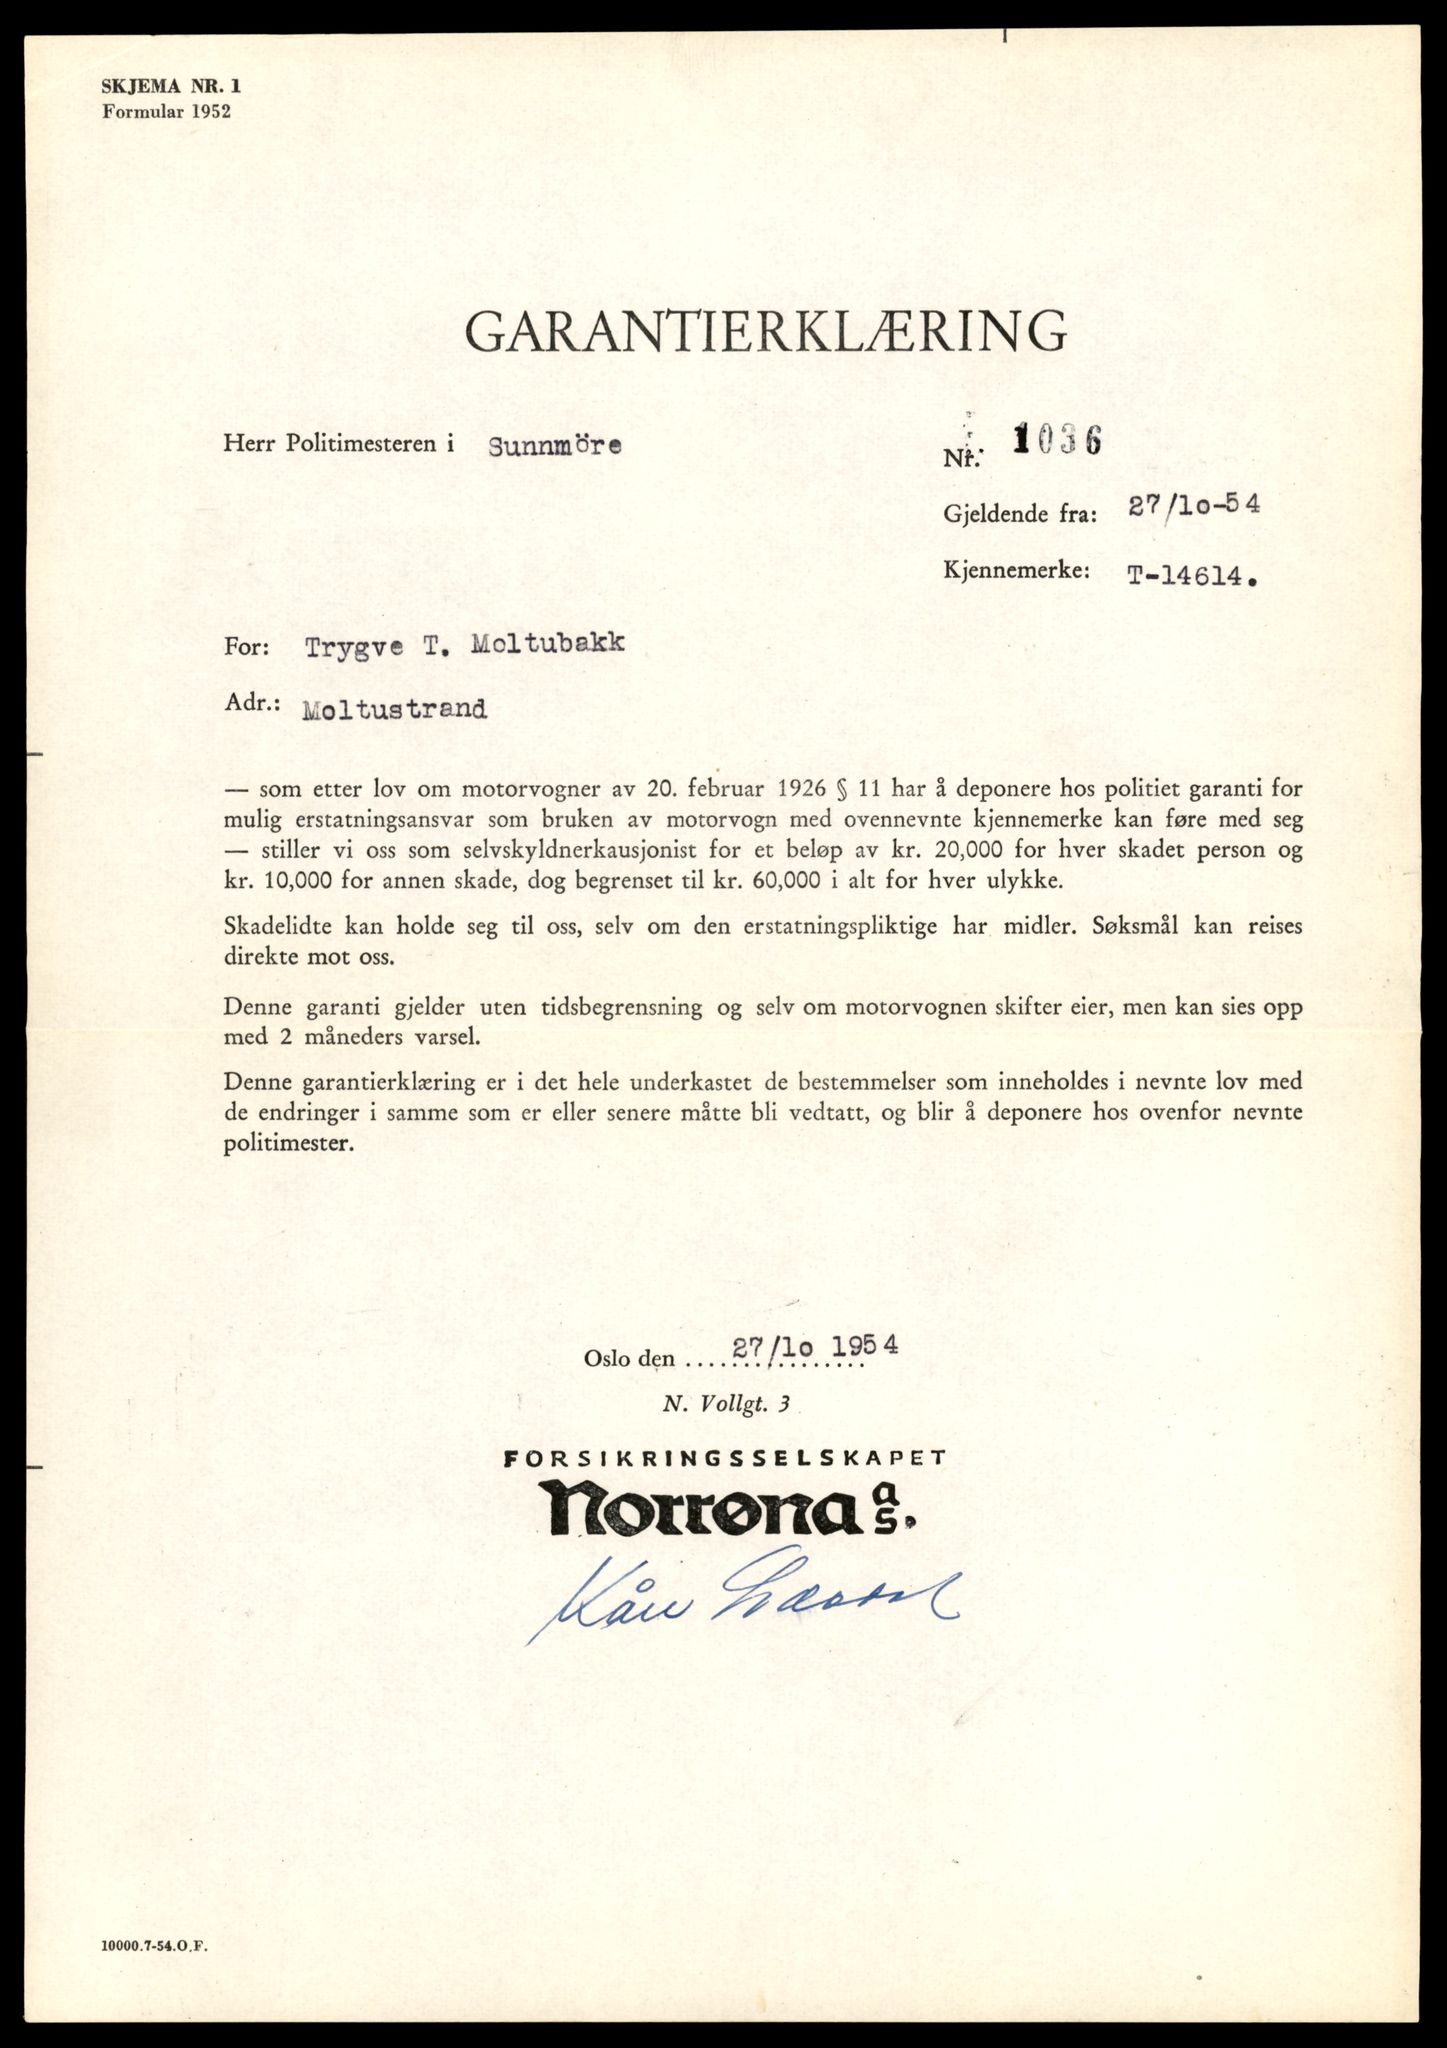 SKJEMA NR. 1
Formular 1952
GARANTIERKLÆRING
Herr Politimesteren i Sunnmöre
Nr. 1036
Gjeldende fra: 27/lo-54
Kjennemerke: T-14614.
For: Trygve T. Moltubakk
Adr.: Moltustrand
— som etter lov om motorvogner av 20. februar 1926 § 11 har å deponere hos politiet garanti for
mulig erstatningsansvar som bruken av motorvogn med ovennevnte kjennemerke kan føre med seg
— stiller vi oss som selvskyldnerkausjonist for et beløp av kr. 20,000 for hver skadet person og
kr. 10,000 for annen skade, dog begrenset til kr. 60,000 i alt for hver ulykke.
Skadelidte kan holde seg til oss, selv om den erstatningspliktige har midler. Søksmål kan reises
direkte mot oss.
Denne garanti gjelder uten tidsbegrensning og selv om motorvognen skifter eier, men kan sies opp
med 2 måneders varsel.
Denne garantierklæring er i det hele underkastet de bestemmelser som inneholdes i nevnte lov med
de endringer i samme som er eller senere måtte bli vedtatt, og blir å deponere hos ovenfor nevnte
politimester.
Oslo den 27/lo 1954
N. Vollgt. 3
FORSIKRINGSSELSKAPET
Norrøna as.
Kåre
10000.7-54.O.F.